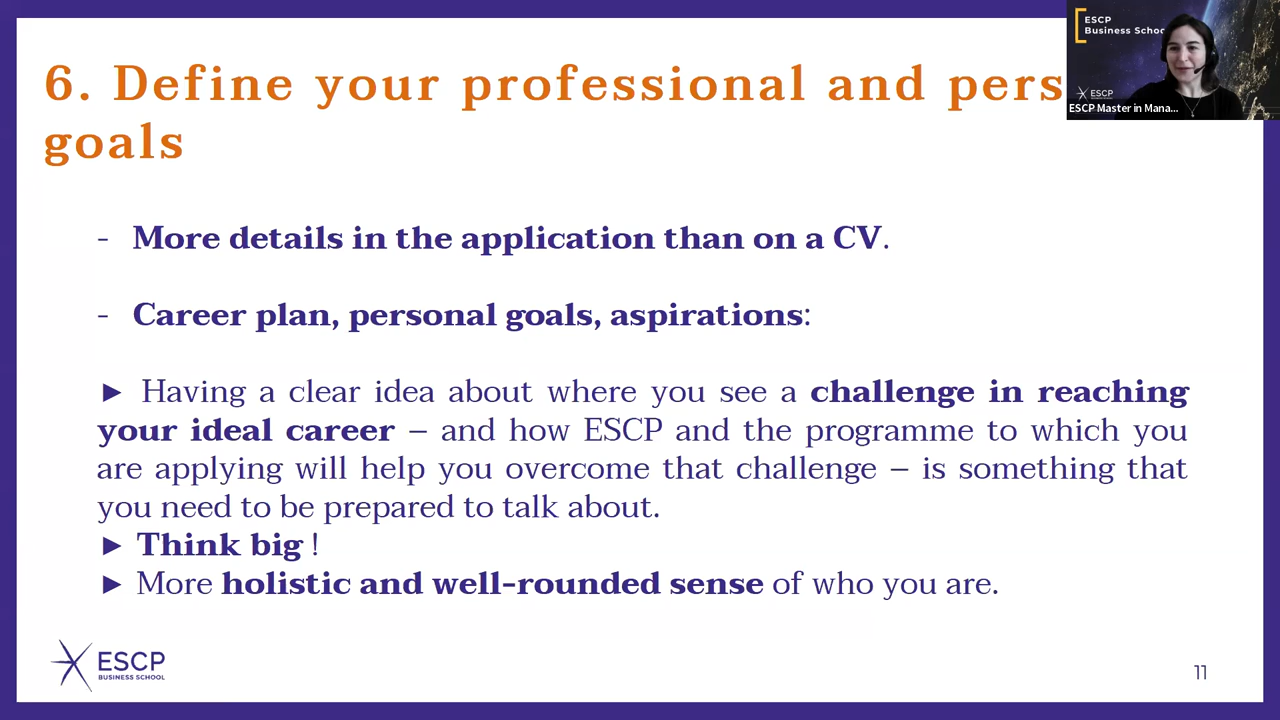 6. Define your professional and pers
goals
ESCP
Business Schoo
ESCP
ESCP Master in Mana...
- More details in the application than on a CV.
- Career plan, personal goals, aspirations:
► Having a clear idea about where you see a challenge in reaching
your ideal career – and how ESCP and the programme to which you
are applying will help you overcome that challenge – is something that
you need to be prepared to talk about.
► Think big !
► More holistic and well-rounded sense of who you are.
ESCP
BUSINESS SCHOOL
11